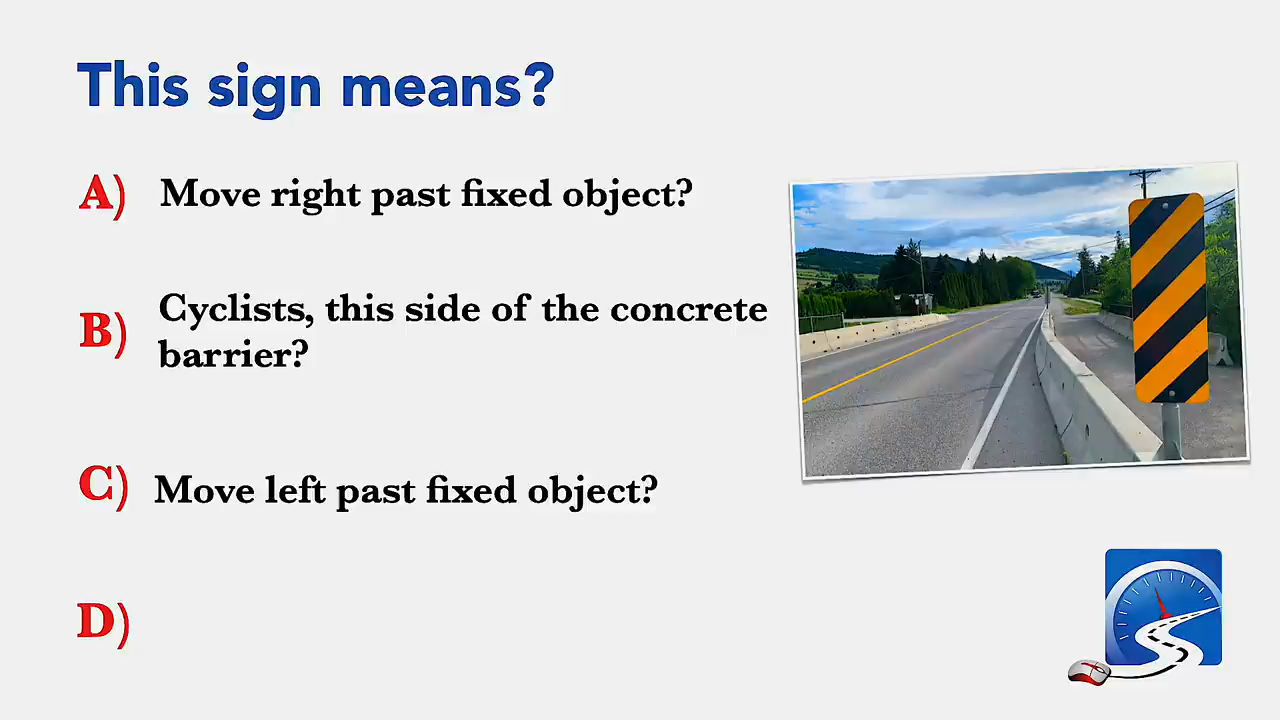 This sign means?
A) Move right past fixed object?
B) Cyclists, this side of the concrete
barrier?
C) Move left past fixed object?
D)